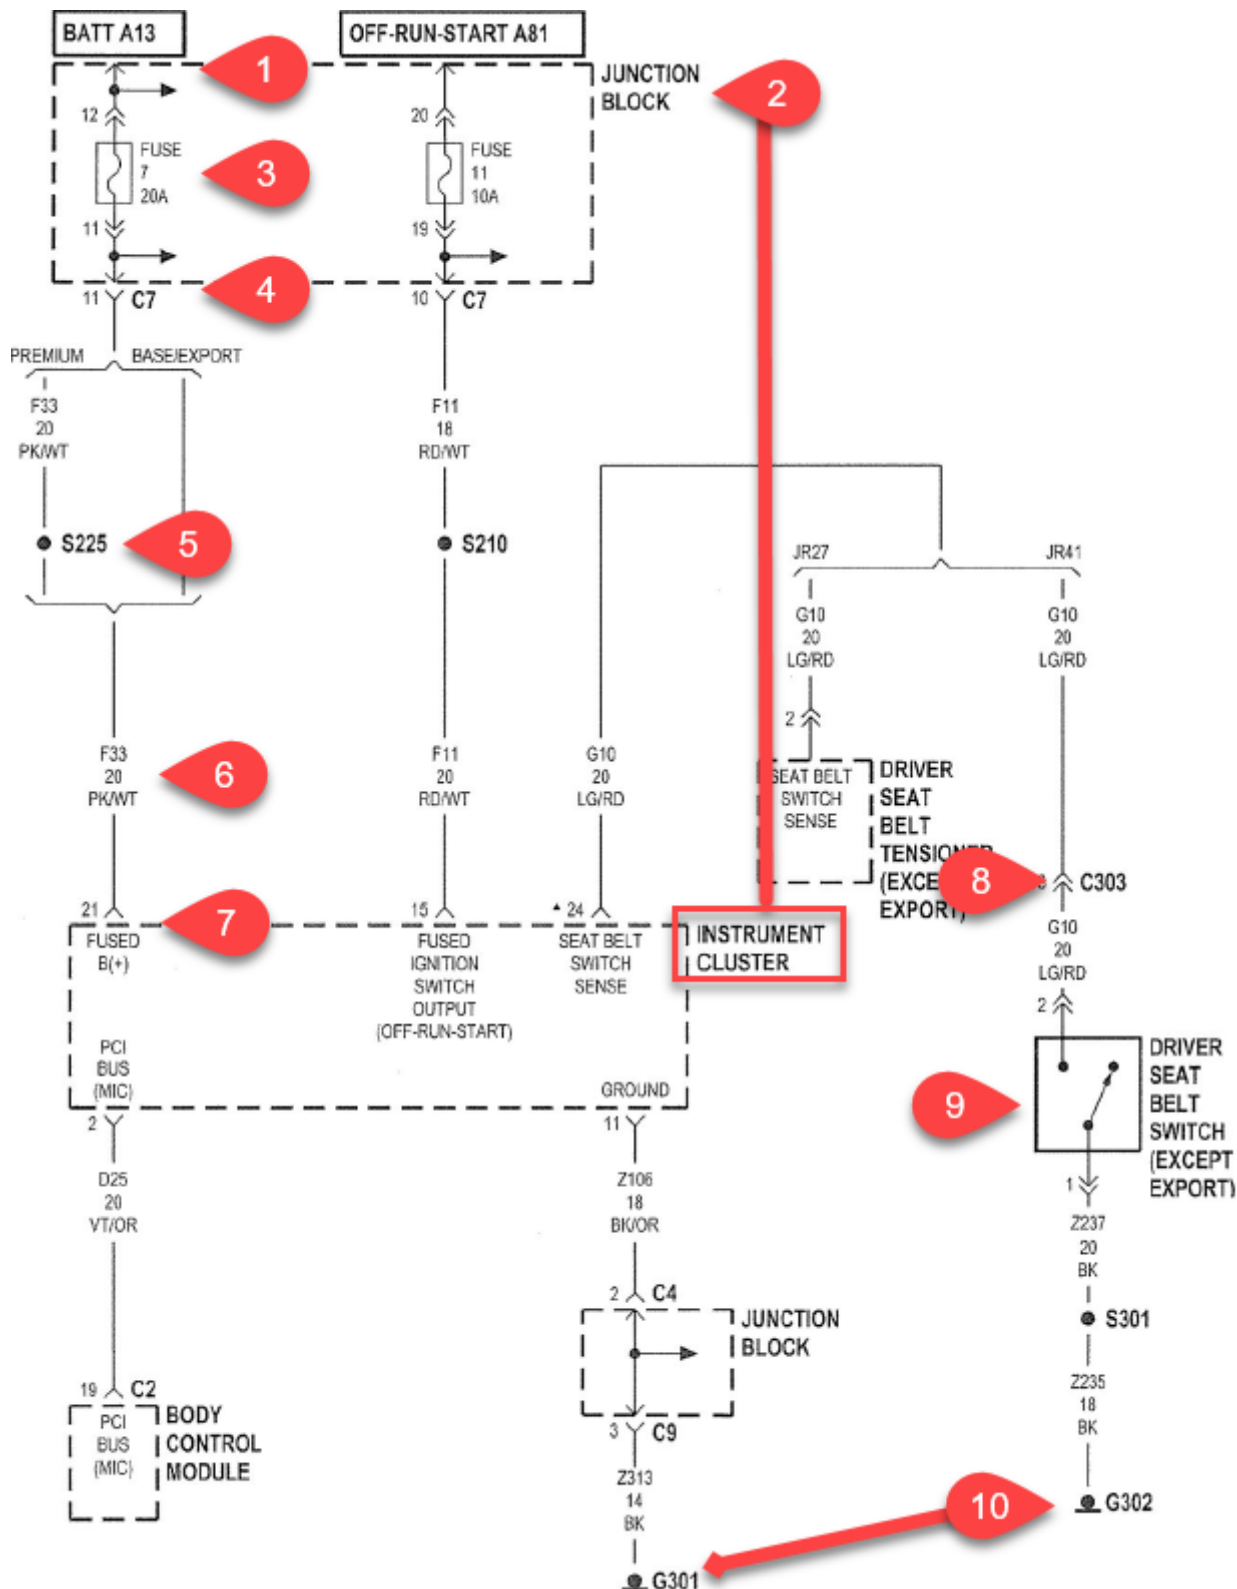 BATT A13
OFF-RUN-START A81
1
JUNCTION
BLOCK
2
12
20
FUSE
7
20A
3
FUSE
11
10A
11
19
4
11
C7
10
C7
PREMIUM
BASE/EXPORT
F33
20
PK/WT
F11
18
RD/WT
S225
5
S210
JR27
JR41
G10
20
LG/RD
G10
20
LG/RD
2
F33
20
PK/WT
6
F11
20
RD/WT
G10
20
LG/RD
SEAT BELT
SWITCH
SENSE
DRIVER
SEAT
BELT
TENSIONER
(EXCE
EXPORT)
8
C303
21
7
15
24
G10
20
LG/RD
FUSED
B(+)
FUSED
IGNITION
SWITCH
OUTPUT
(OFF-RUN-START)
SEAT BELT
SWITCH
SENSE
INSTRUMENT
CLUSTER
2
PCI
BUS
(MIC)
GROUND
9
DRIVER
SEAT
BELT
SWITCH
(EXCEPT
EXPORT)
2
11
1
D25
20
VT/OR
Z106
18
BK/OR
Z237
20
BK
2
C4
S301
JUNCTION
BLOCK
Z235
18
BK
19
C2
PCI
BUS
(MIC)
BODY
CONTROL
MODULE
3
C9
Z313
14
BK
10
G302
G301